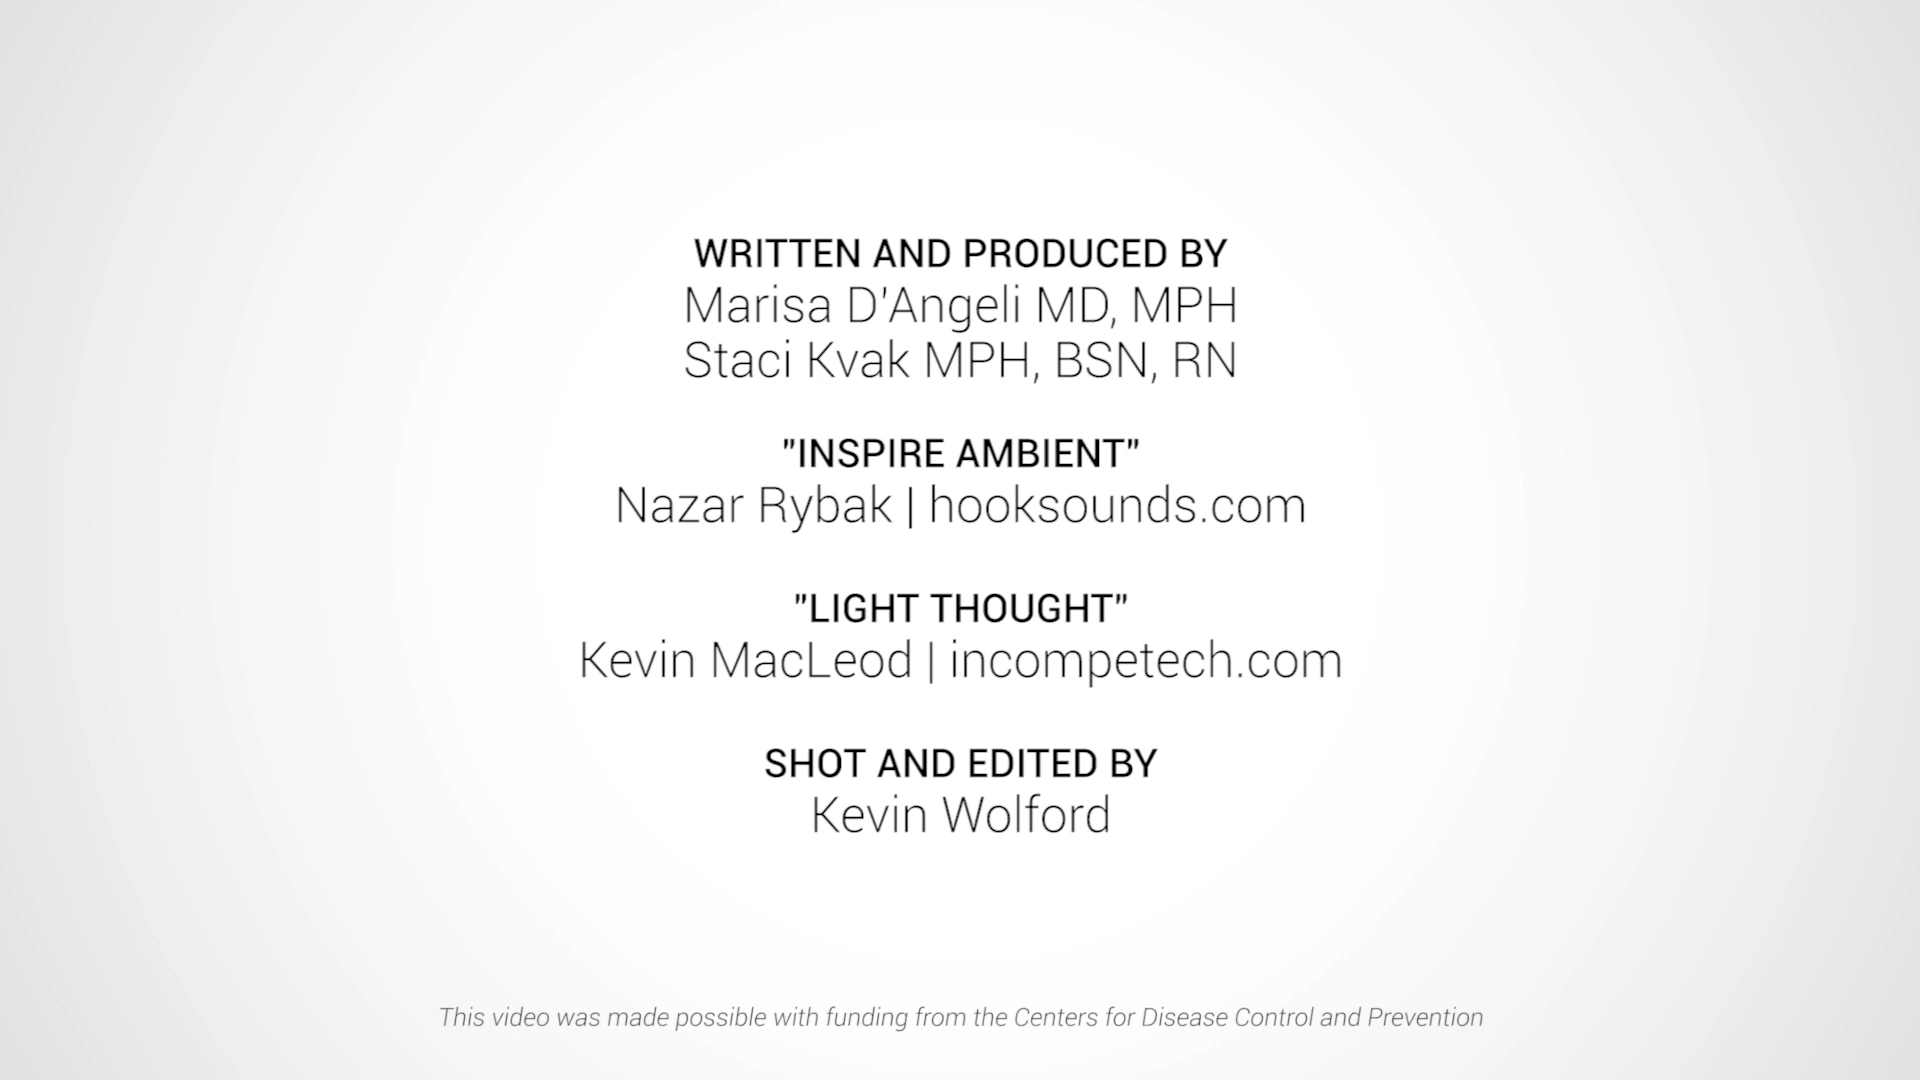 WRITTEN AND PRODUCED BY
Marisa D'Angeli MD, MPH
Staci Kvak MPH, BSN, RN
"INSPIRE AMBIENT"
Nazar Rybak | hooksounds.com
"LIGHT THOUGHT"
Kevin MacLeod | incompetech.com
SHOT AND EDITED BY
Kevin Wolford
This video was made possible with funding from the Centers for Disease Control and Prevention